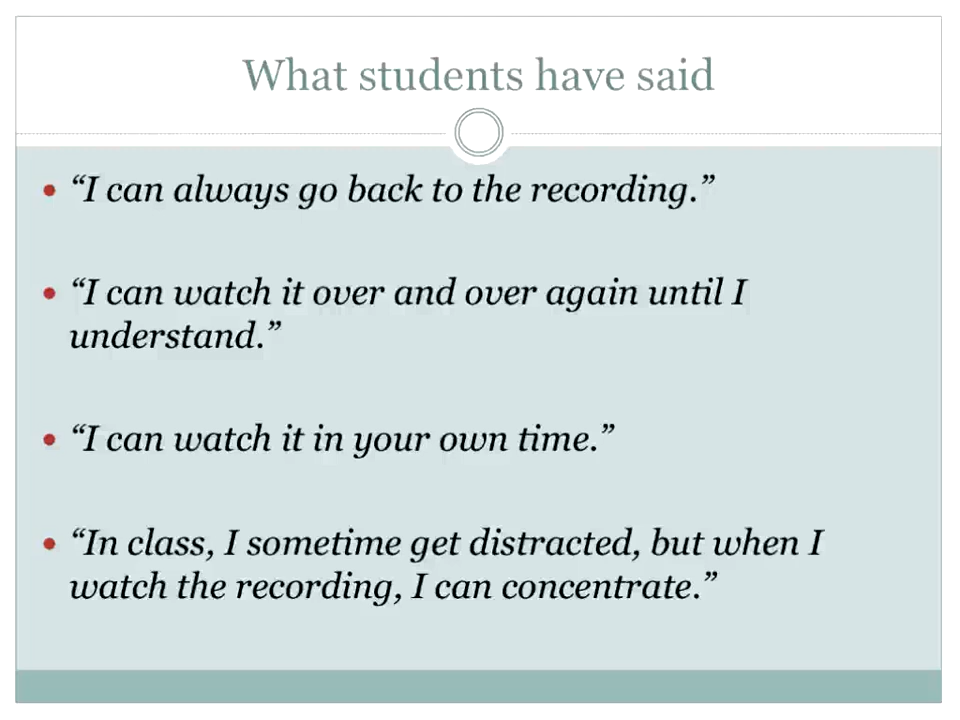 What students have said
• “I can always go back to the recording.”
• “I can watch it over and over again until I
understand.”
• “I can watch it in your own time.”
• “In class, I sometime get distracted, but when I
watch the recording, I can concentrate.”